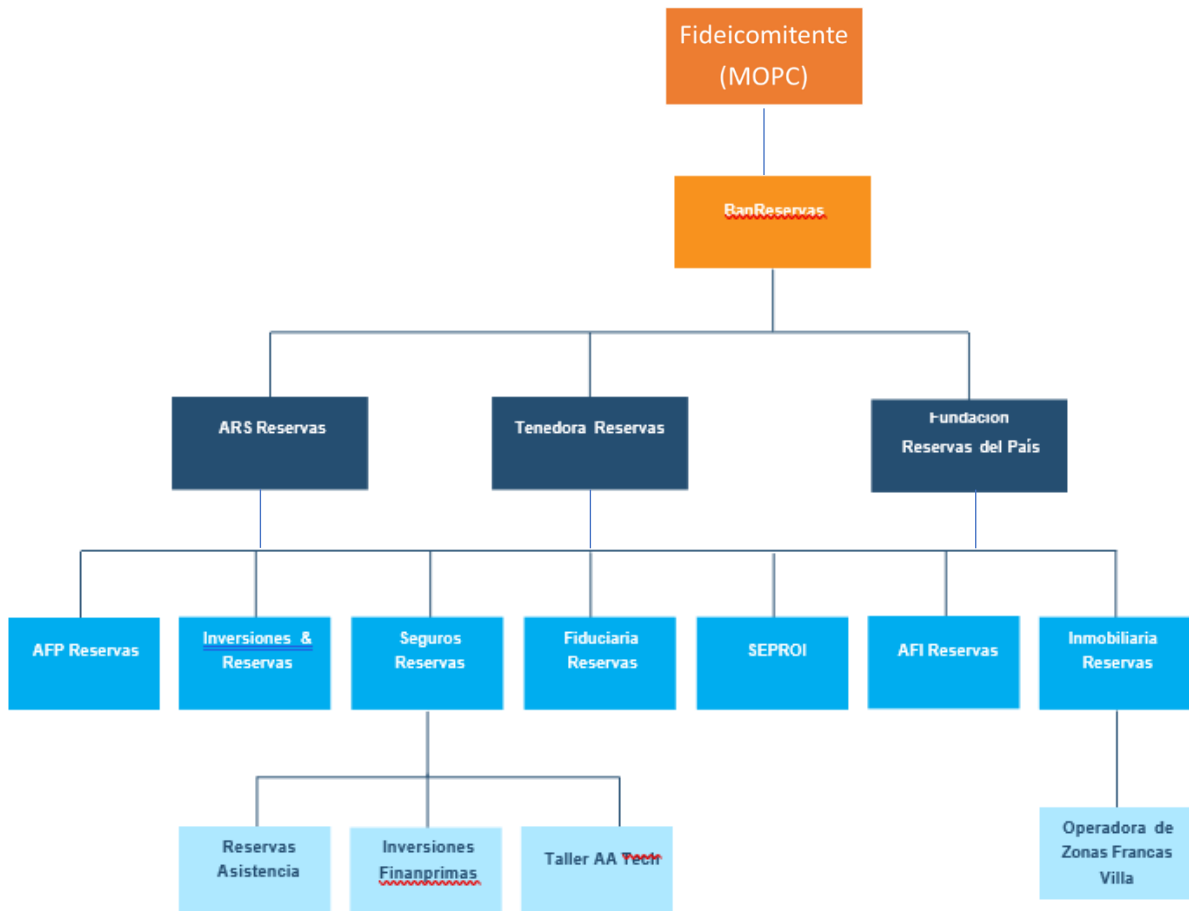 Fideicomitente
(MOPC)
BanReservas
ARS Reservas
Tenedora Reservas
Fundación
Reservas del País
AFP Reservas
Inversiones &
Reservas
Seguros
Reservas
Fiduciaria
Reservas
SEPROI
AFI Reservas
Inmobiliaria
Reservas
Reservas
Asistencia
Inversiones
Finanprimas
Taller AA Tech
Operadora de
Zonas Francas
Villa